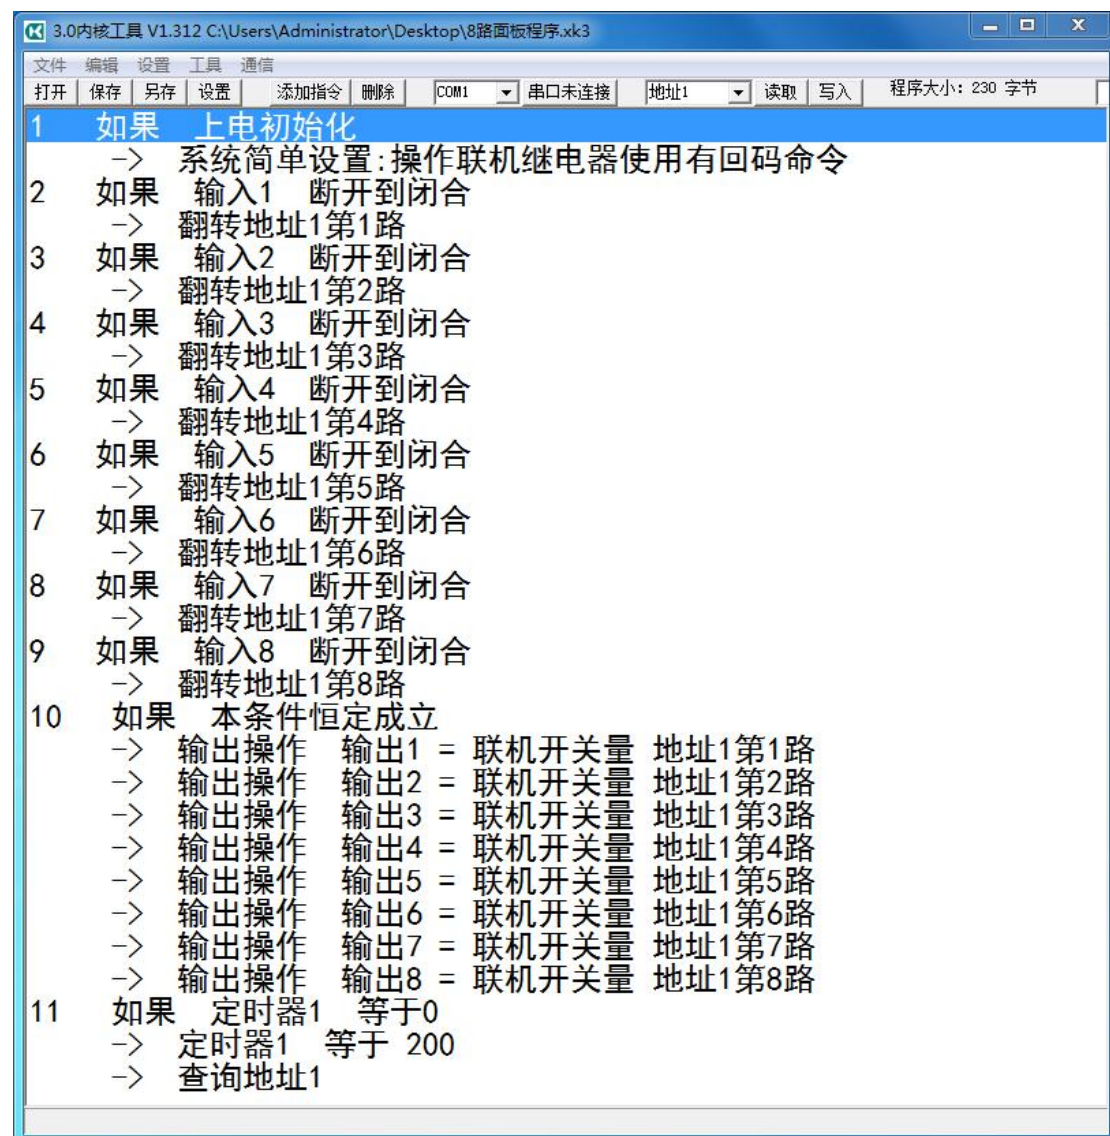 3.0内核工具 V1.312 C:\Users\Administrator\Desktop\8路面板程序.xk3
文件 编辑 设置 工具 通信
打开 保存 另存 设置 添加指令 删除 COM1 串口未连接 地址1 读取 写入 程序大小: 230 字节
1 如果 上电初始化
-> 系统简单设置:操作联机继电器使用有回码命令
2 如果 输入1 断开到闭合
-> 翻转地址1第1路
3 如果 输入2 断开到闭合
-> 翻转地址1第2路
4 如果 输入3 断开到闭合
-> 翻转地址1第3路
5 如果 输入4 断开到闭合
-> 翻转地址1第4路
6 如果 输入5 断开到闭合
-> 翻转地址1第5路
7 如果 输入6 断开到闭合
-> 翻转地址1第6路
8 如果 输入7 断开到闭合
-> 翻转地址1第7路
9 如果 输入8 断开到闭合
-> 翻转地址1第8路
10 如果 本条件恒定成立
-> 输出操作 输出1 = 联机开关量 地址1第1路
-> 输出操作 输出2 = 联机开关量 地址1第2路
-> 输出操作 输出3 = 联机开关量 地址1第3路
-> 输出操作 输出4 = 联机开关量 地址1第4路
-> 输出操作 输出5 = 联机开关量 地址1第5路
-> 输出操作 输出6 = 联机开关量 地址1第6路
-> 输出操作 输出7 = 联机开关量 地址1第7路
-> 输出操作 输出8 = 联机开关量 地址1第8路
11 如果 定时器1 等于0
-> 定时器1 等于 200
-> 查询地址1